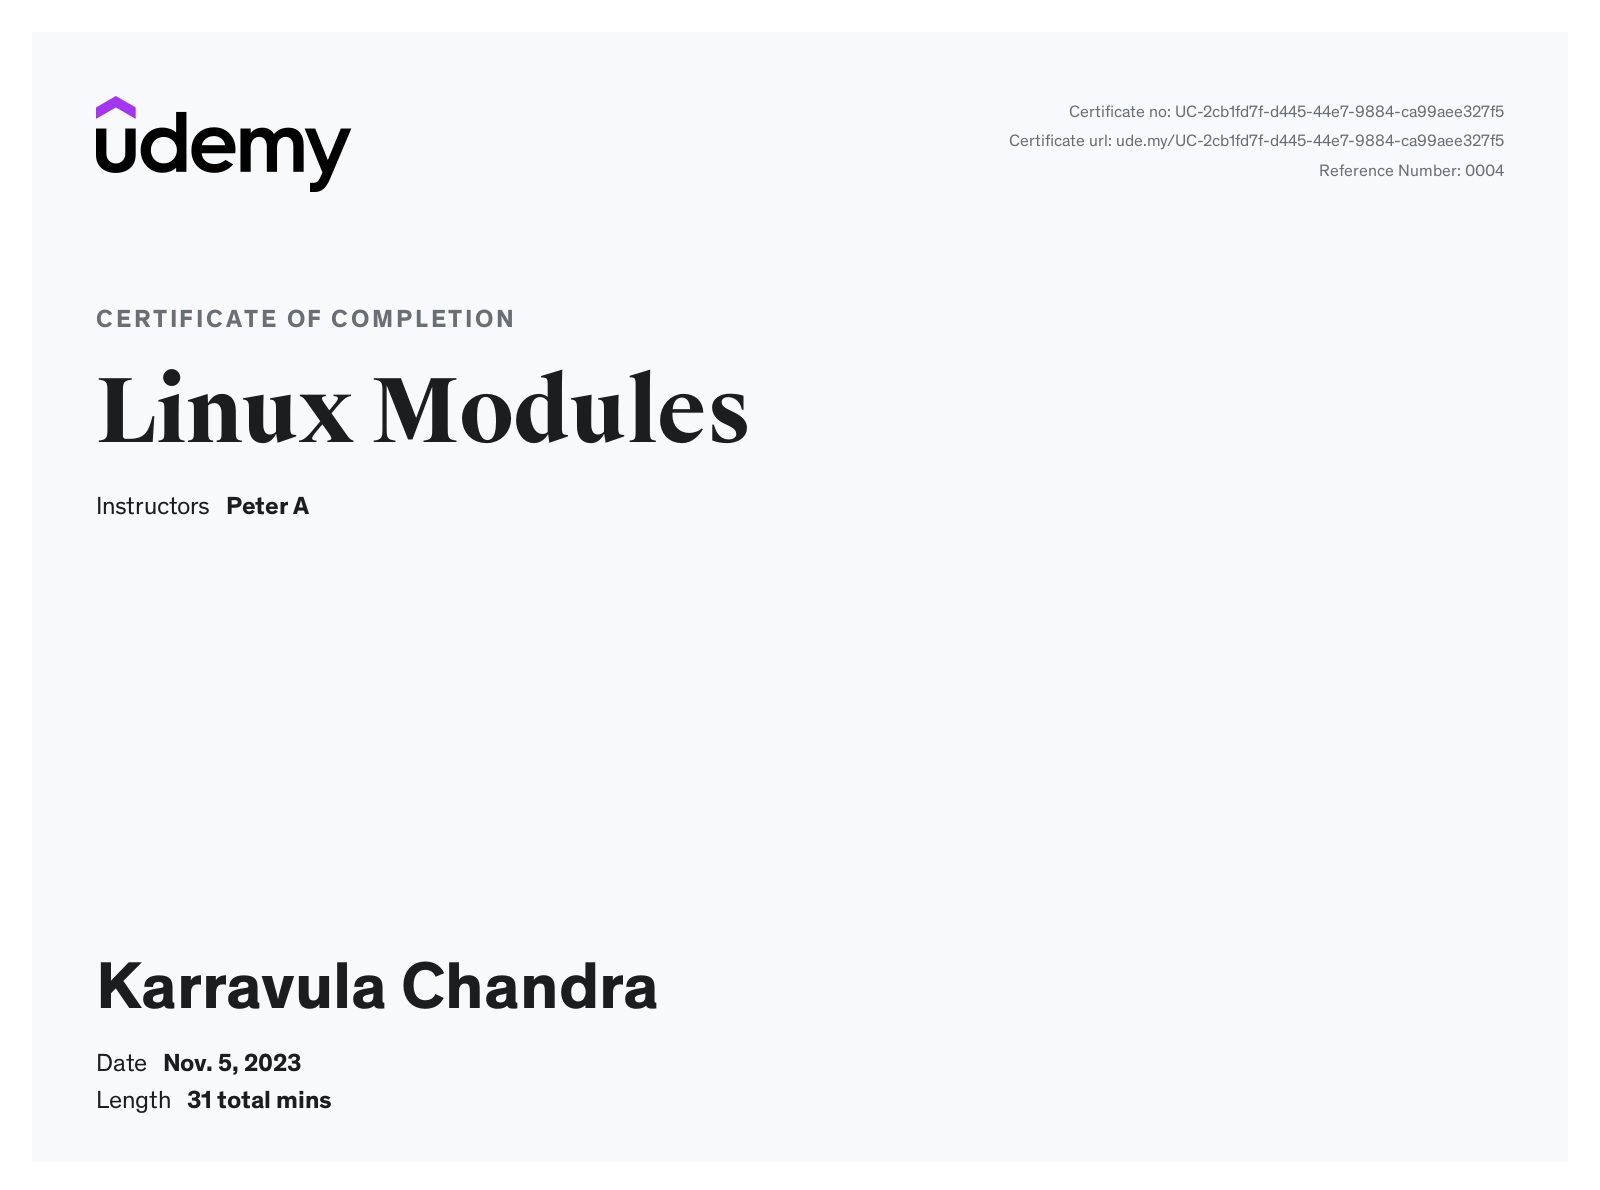 udemy
Certificate no: UC-2cb1fd7f-d445-44e7-9884-ca99aee327f5
Certificate url: ude.my/UC-2cb1fd7f-d445-44e7-9884-ca99aee327f5
Reference Number: 0004
CERTIFICATE OF COMPLETION
Linux Modules
Instructors Peter A
Karravula Chandra
Date Nov. 5, 2023
Length 31 total mins